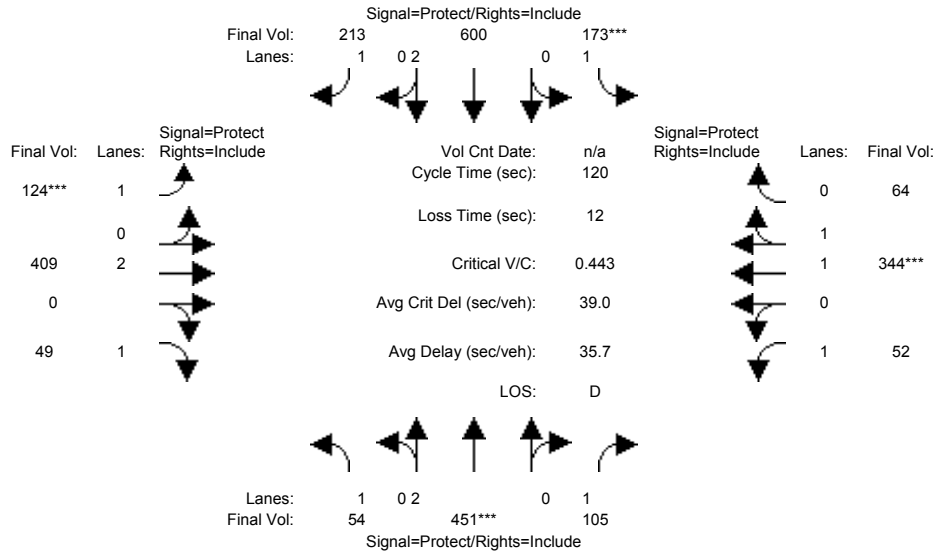 Signal=Protect/Rights=Include
Final Vol: 213 600 173***
Lanes: 1 0 2 0 1
Signal=Protect
Final Vol: Lanes: Rights=Include
Vol Cnt Date: n/a
Signal=Protect
Rights=Include Lanes: Final Vol:
Cycle Time (sec): 120
124*** 1
0 64
Loss Time (sec): 12
0
1
409 2
Critical V/C: 0.443
1 344***
0
Avg Crit Del (sec/veh): 39.0
0
49 1
Avg Delay (sec/veh): 35.7
1 52
LOS: D
Lanes: 1 0 2 0 1
Final Vol: 54 451*** 105
Signal=Protect/Rights=Include